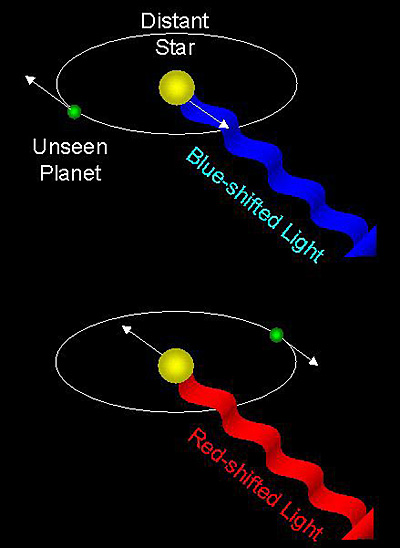 Distant
Star
Unseen
Planet
Blue-shifted Light
Red-shifted Light